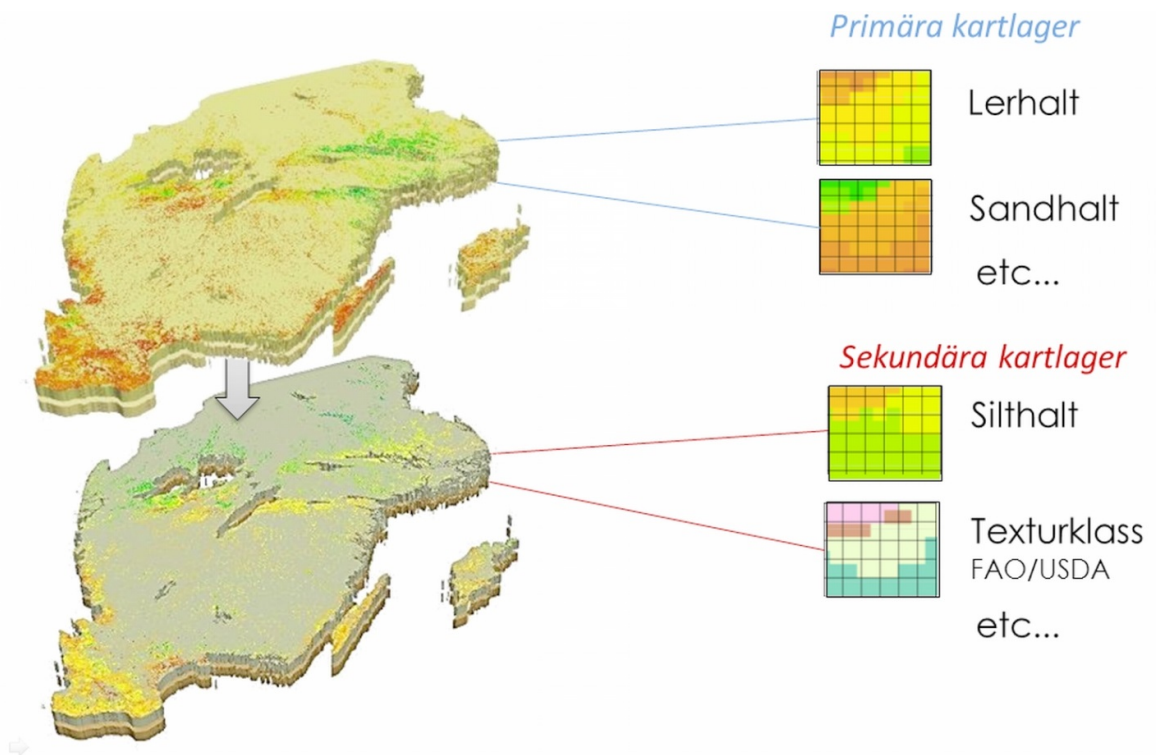 Primära kartlager
Lerhalt
Sandhalt
etc...
Sekundära kartlager
Silthalt
Texturklass
FAO/USDA
etc...